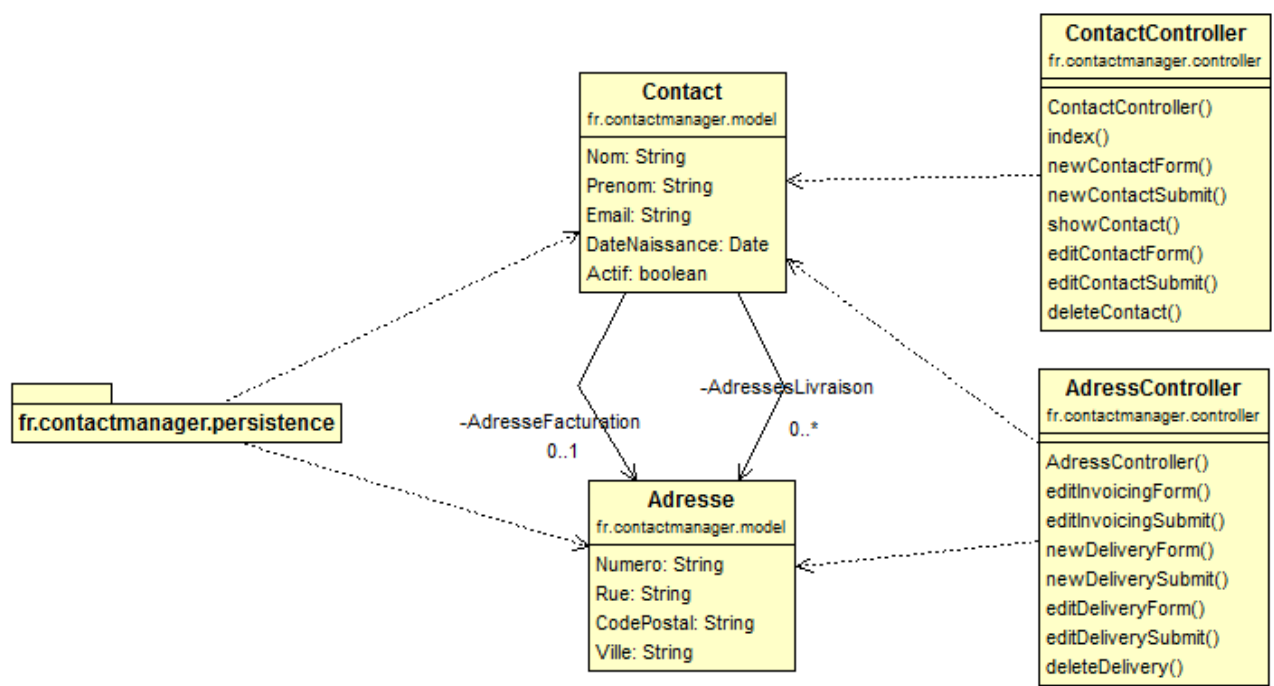 ContactController
fr.contactmanager.controller
ContactController()
index()
newContactForm()
newContactSubmit()
showContact()
editContactForm()
editContactSubmit()
deleteContact()
Contact
fr.contactmanager.model
Nom: String
Prenom: String
Email: String
DateNaissance: Date
Actif: boolean
fr.contactmanager.persistence
-AdresseFacturation
0..1
-AdressesLivraison
0..*
Adresse
fr.contactmanager.model
Numero: String
Rue: String
CodePostal: String
Ville: String
AdressController
fr.contactmanager.controller
AdressController()
editInvoicingForm()
editInvoicingSubmit()
newDeliveryForm()
newDeliverySubmit()
editDeliveryForm()
editDeliverySubmit()
deleteDelivery()